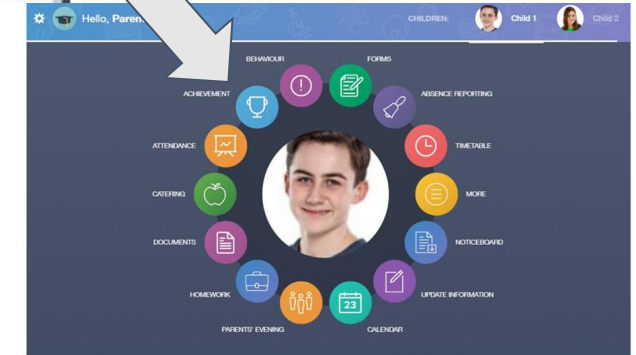 Hello, Parent
CHILDREN:
Child 1
Child 2
BEHAVIOUR
FORMS
ACHIEVEMENT
ABSENCE REPORTING
ATTENDANCE
TIMETABLE
CATERING
MORE
DOCUMENTS
NOTICEBOARD
HOMEWORK
UPDATE INFORMATION
23
PARENTS' EVENING
CALENDAR